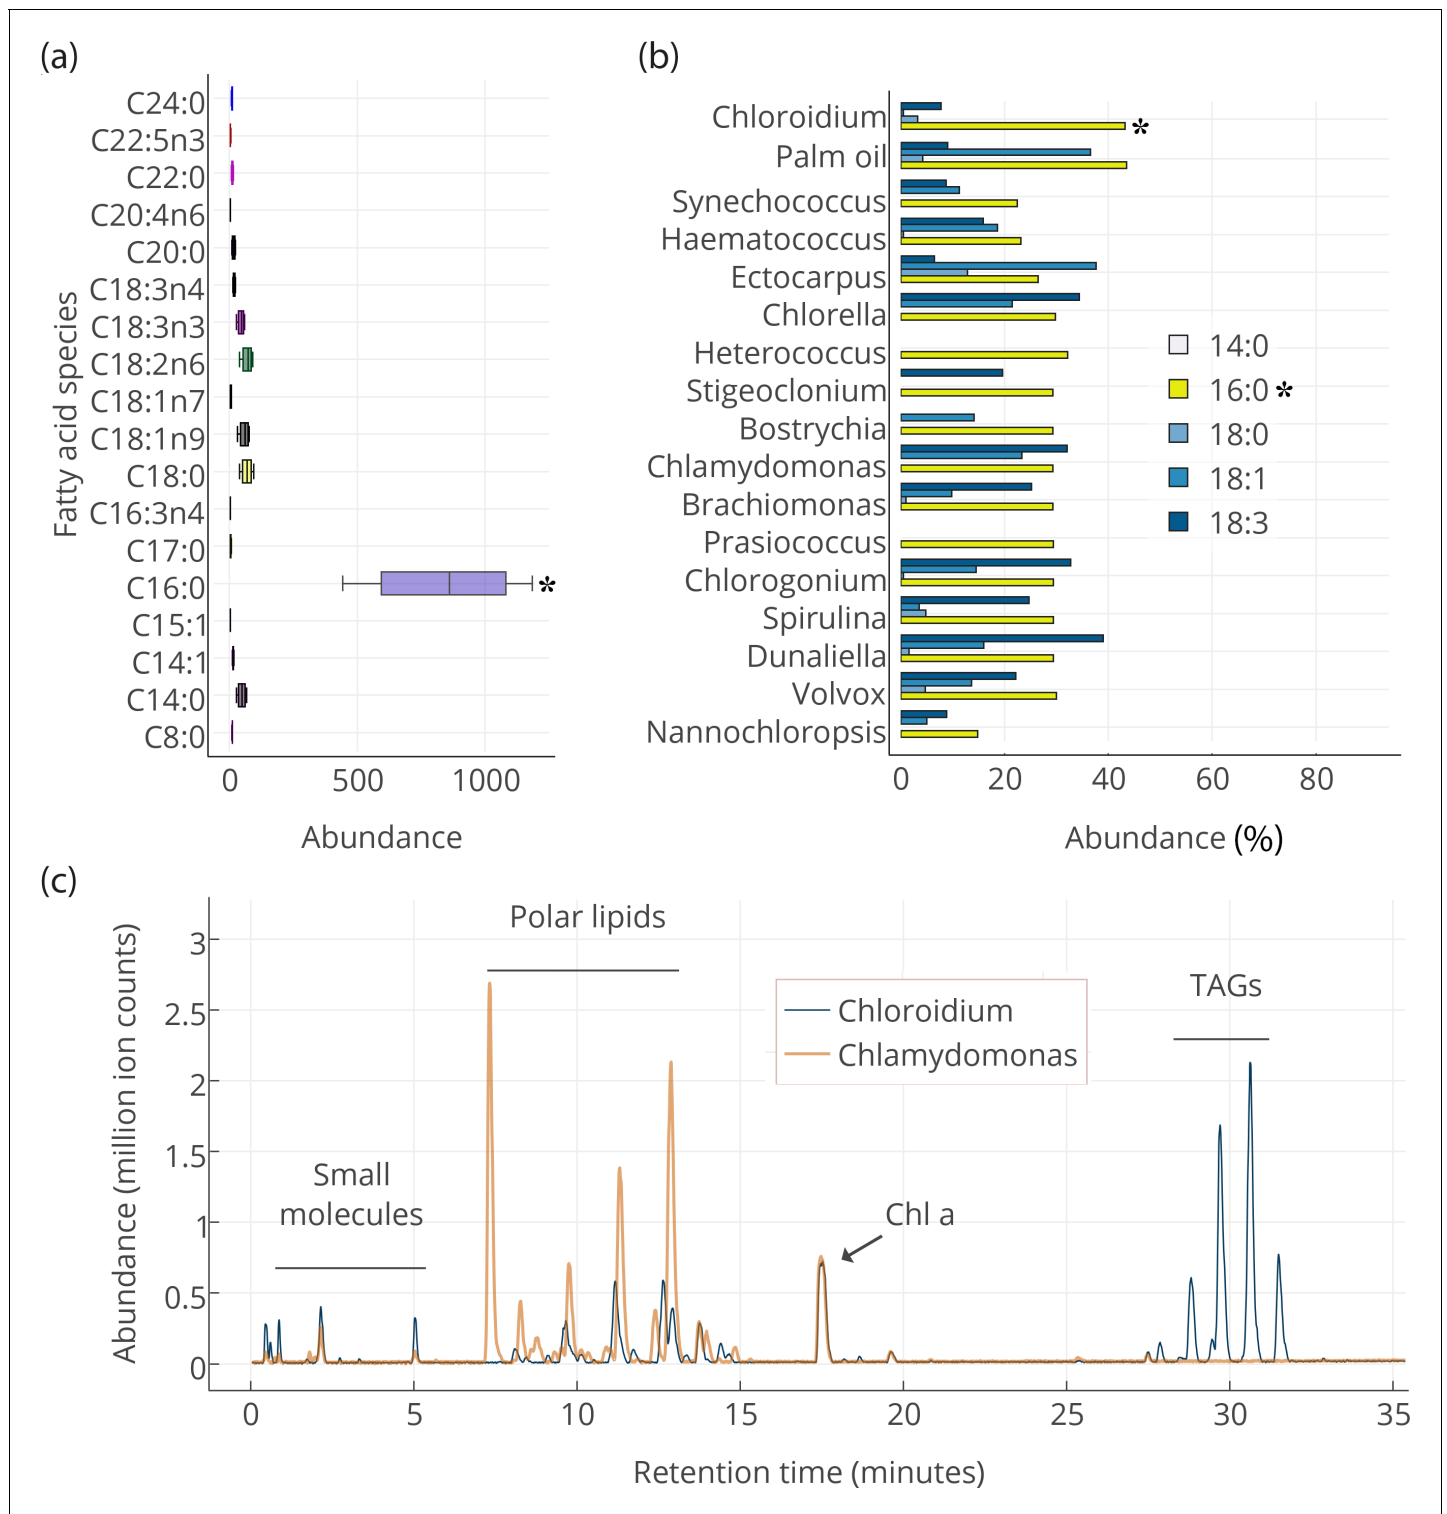 (a)
C24:0
C22:5n3
C22:0
C20:4n6
C20:0
C18:3n4
C18:3n3
C18:2n6
C18:1n7
C18:1n9
C18:0
C16:3n4
C17:0
C16:0
*
C15:1
C14:1
C14:0
C8:0
Fatty acid species
0 500 1000
Abundance
(b)
Chloroidium
*
Palm oil
Synechococcus
Haematococcus
Ectocarpus
Chlorella
Heterococcus
Stigeoclonium
Bostrychia
Chlamydomonas
Brachiomonas
Prasiococcus
Chlorogonium
Spirulina
Dunaliella
Volvox
Nannochloropsis
14:0
16:0 *
18:0
18:1
18:3
0 20 40 60 80
Abundance (%)
(c)
Abundance (million ion counts)
3
2.5
2
1.5
1
0.5
0
Polar lipids
Chloroidium
Chlamydomonas
TAGs
Small
molecules
Chl a
0 5 10 15 20 25 30 35
Retention time (minutes)